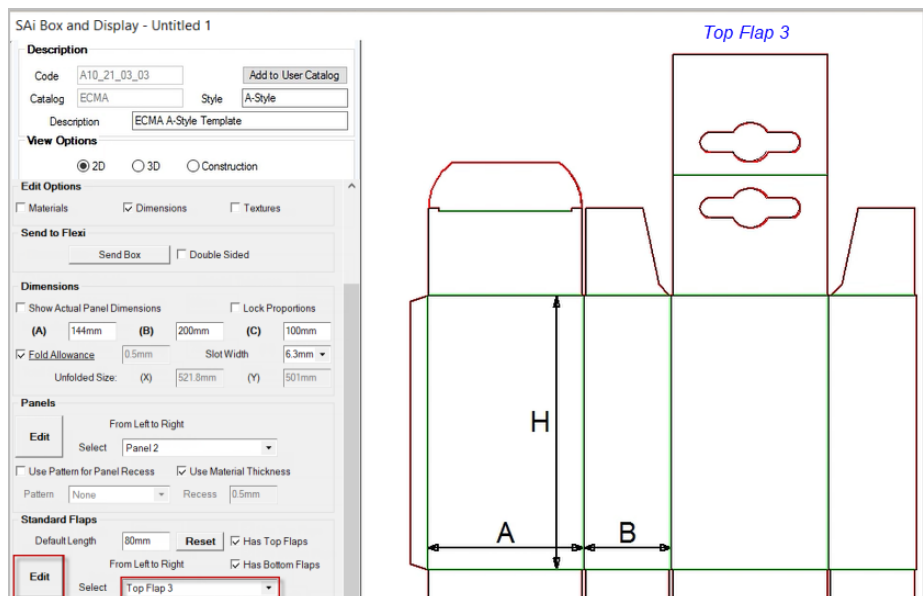 SAi Box and Display - Untitled 1
Description
Code A10_21_03_03 Add to User Catalog
Catalog ECMA Style A-Style
Description ECMA A-Style Template
View Options
2D 3D Construction
Edit Options
Materials Dimensions Textures
Send to Flexi
Send Box Double Sided
Dimensions
Show Actual Panel Dimensions Lock Proportions
(A) 144mm (B) 200mm (C) 100mm
Fold Allowance 0.5mm Slot Width 6.3mm
Unfolded Size: (X) 521.8mm (Y) 501mm
Panels
From Left to Right
Edit
Select Panel 2
Use Pattern for Panel Recess Use Material Thickness
Pattern None Recess 0.5mm
Standard Flaps
Default Length 80mm Reset Has Top Flaps
From Left to Right Has Bottom Flaps
Edit
Select Top Flap 3
Top Flap 3
H
A B